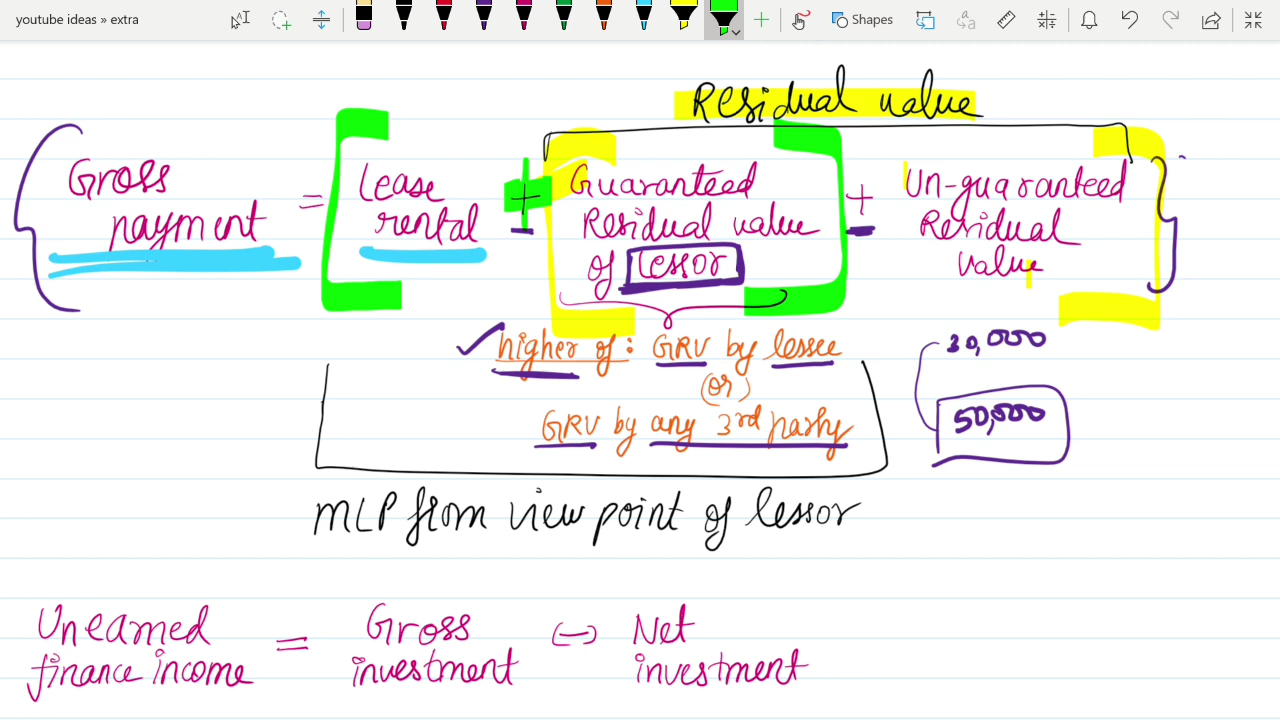 youtube ideas » extra
Shapes
Residual value
Gross payment = Lease rental + Guaranteed Residual value of lessor + Un-guaranteed Residual value
higher of: GRV by lessee
(or)
GRV by any 3rd party
30,000
50,000
MLP from view point of lessor
Unearned finance income = Gross investment (-) Net investment